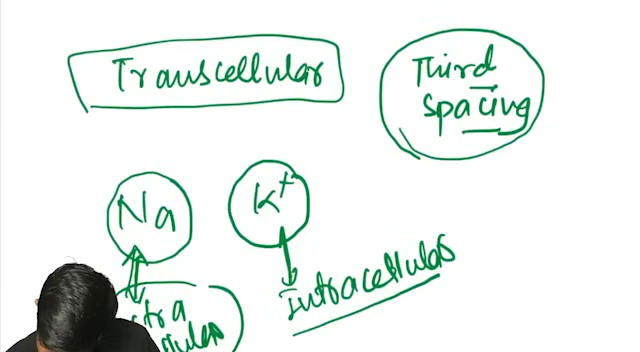 Transcellular
Third
spacing
Na
K+
Intracellular